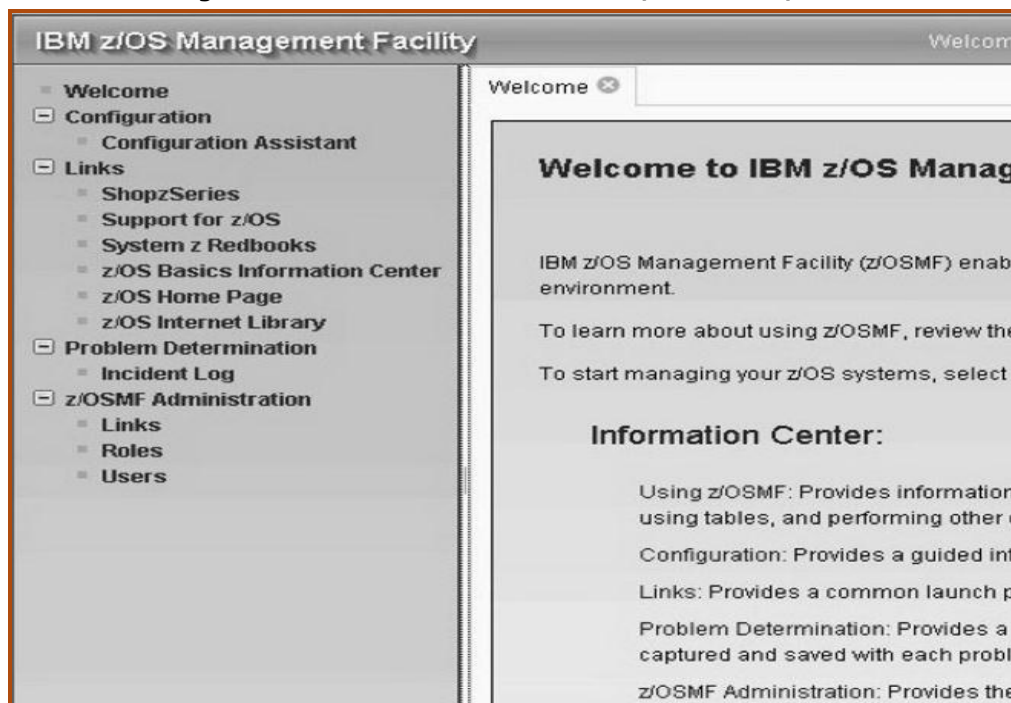 IBM z/OS Management Facility
Welcom
Welcome
Configuration
Configuration Assistant
Links
ShopzSeries
Support for z/OS
System z Redbooks
z/OS Basics Information Center
z/OS Home Page
z/OS Internet Library
Problem Determination
Incident Log
z/OSMF Administration
Links
Roles
Users
Welcome
Welcome to IBM z/OS Manag
IBM z/OS Management Facility (z/OSMF) enab
environment.
To learn more about using z/OSMF, review the
To start managing your z/OS systems, select
Information Center:
Using z/OSMF: Provides information
using tables, and performing other
Configuration: Provides a guided int
Links: Provides a common launch p
Problem Determination: Provides a
captured and saved with each probl
z/OSMF Administration: Provides the